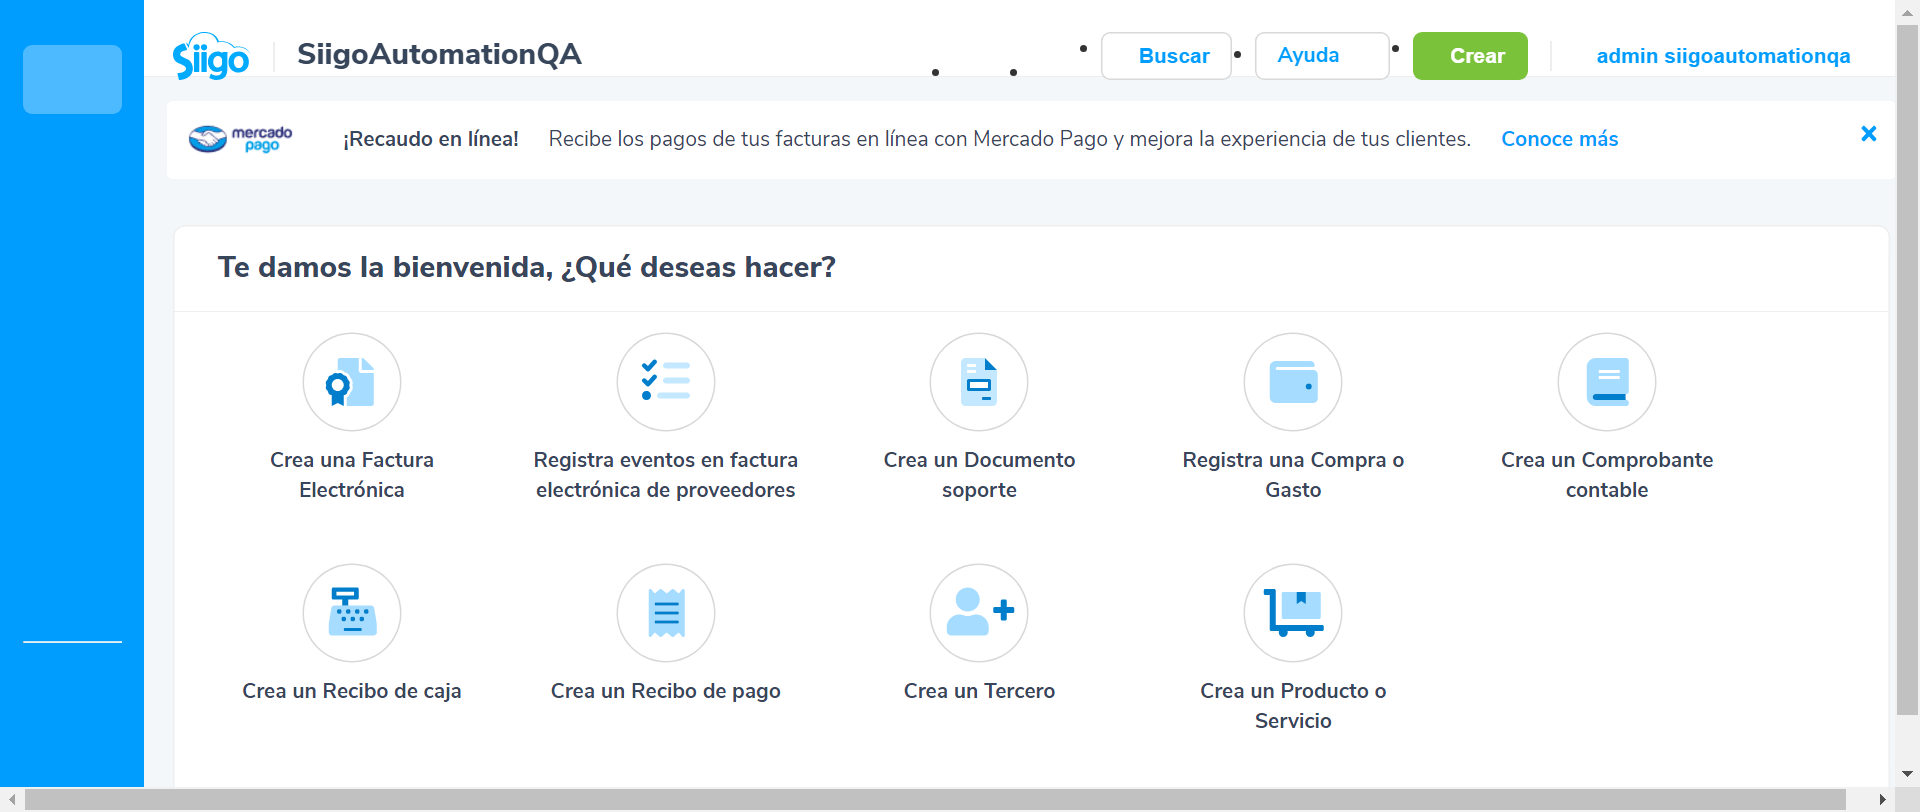 Siigo
SiigoAutomationQA
Buscar
Ayuda
Crear
admin siigoautomationqa
mercado
pago
¡Recaudo en línea!
Recibe los pagos de tus facturas en línea con Mercado Pago y mejora la experiencia de tus clientes.
Conoce más
Te damos la bienvenida, ¿Qué deseas hacer?
Crea una Factura
Electrónica
Registra eventos en factura
electrónica de proveedores
Crea un Documento
soporte
Registra una Compra o
Gasto
Crea un Comprobante
contable
Crea un Recibo de caja
Crea un Recibo de pago
Crea un Tercero
Crea un Producto o
Servicio